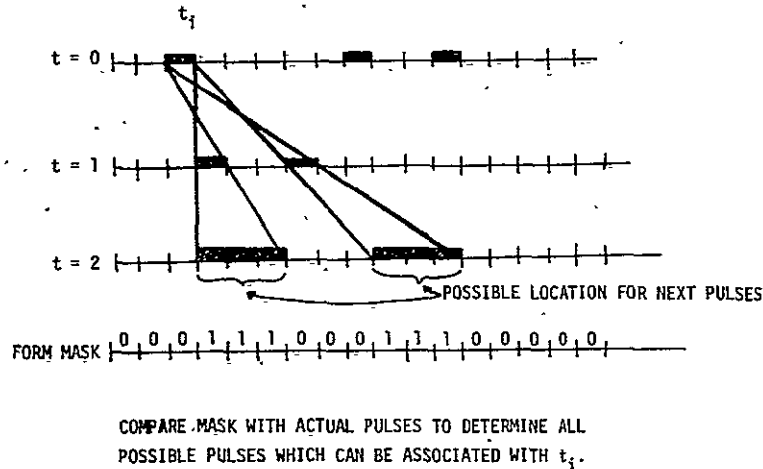 t_i
t = 0
t = 1
t = 2
POSSIBLE LOCATION FOR NEXT PULSES
FORM MASK 0 0 0 1 1 1 0 0 0 1 1 1 0 0 0 0 0
COMPARE MASK WITH ACTUAL PULSES TO DETERMINE ALL
POSSIBLE PULSES WHICH CAN BE ASSOCIATED WITH t_i.